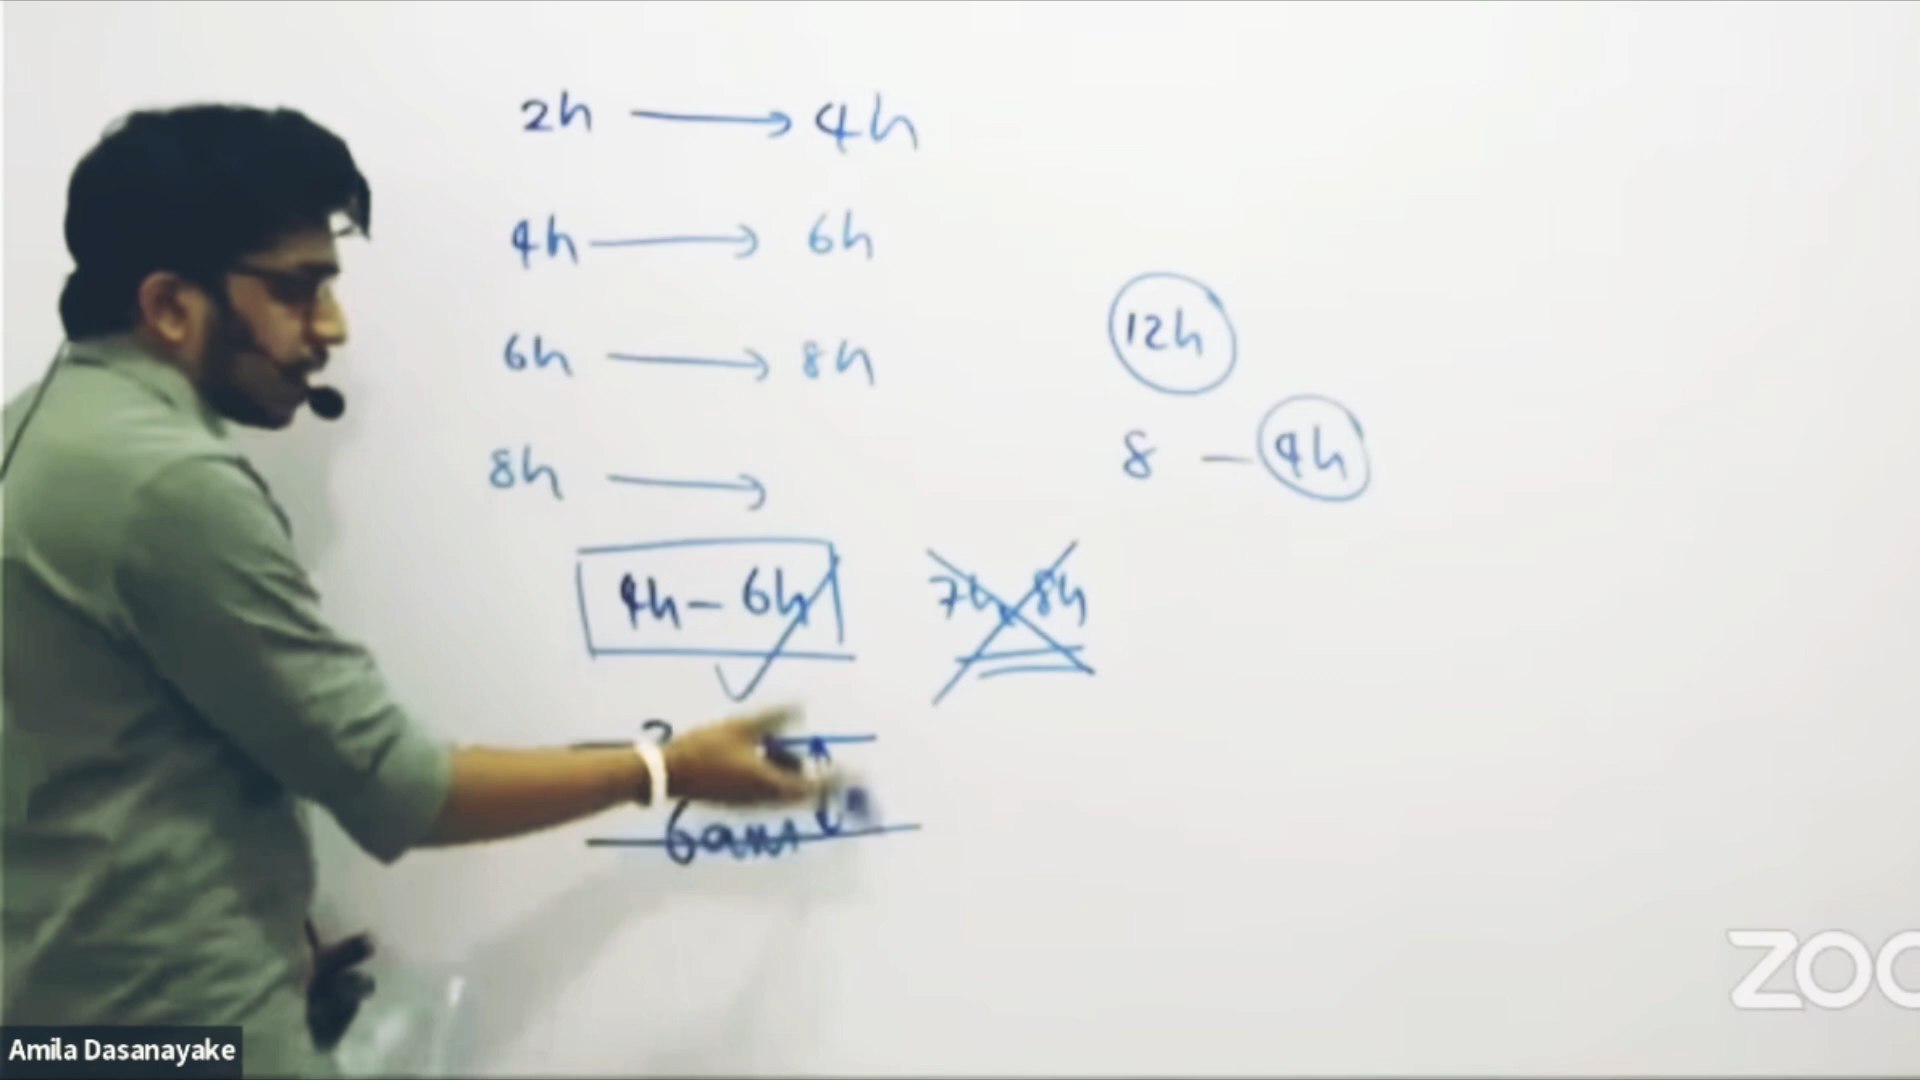 2h → 4h
4h → 6h
6h → 8h
12h
8h →
8 — 4h
4h – 6h
7h 8h
6am
ZOO
Amila Dasanayake